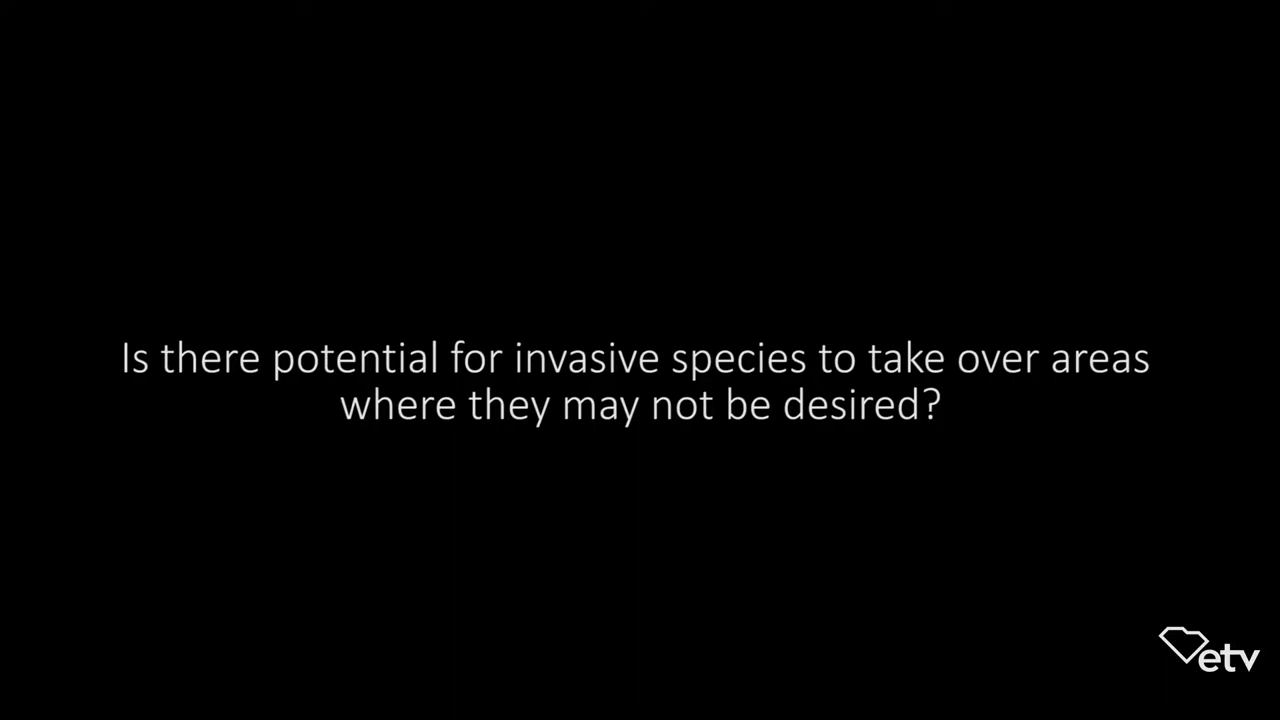 Is there potential for invasive species to take over areas
where they may not be desired?
etv